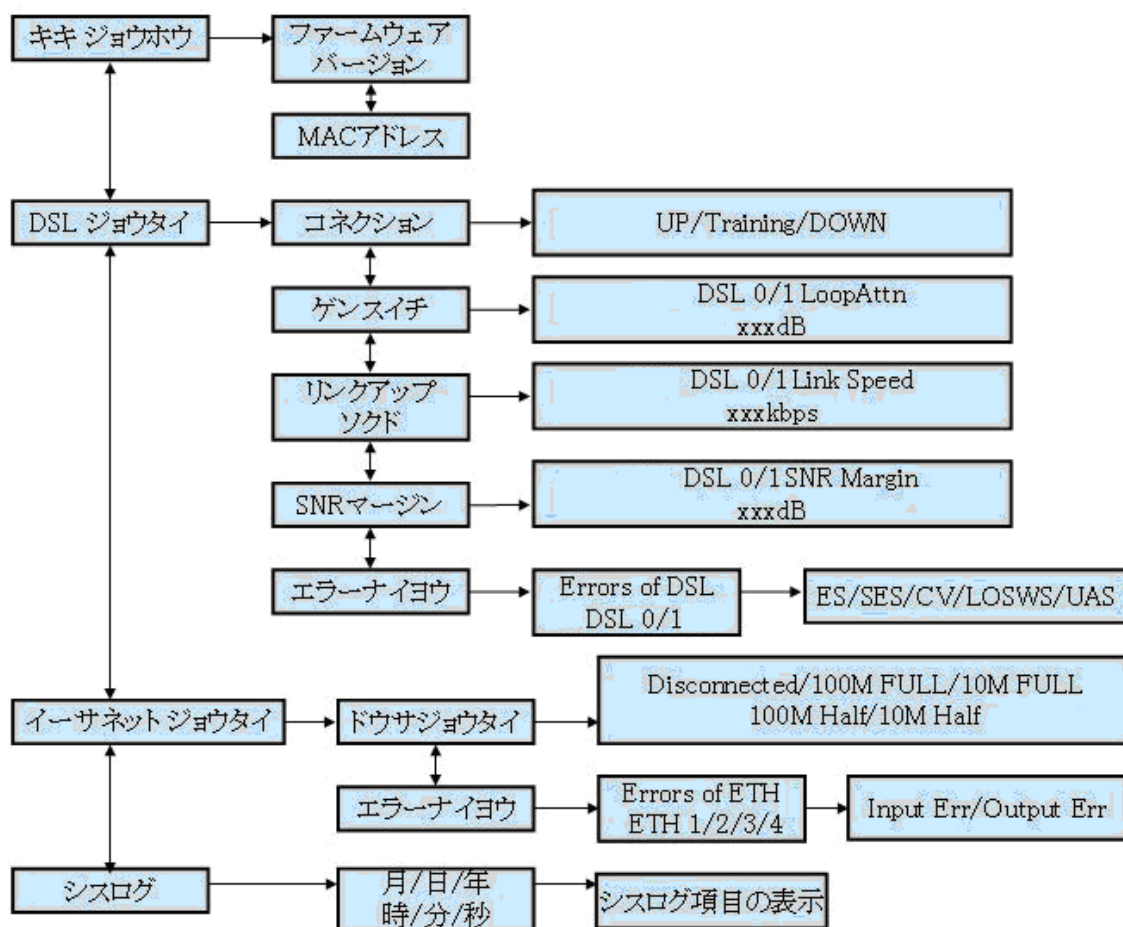 キキ ジョウホウ
ファームウェア
バージョン
MACアドレス
DSL ジョウタイ
コネクション
UP/Training/DOWN
ゲンスイチ
DSL 0/1 LoopAttn
xxxdB
リンクアップ
ソクド
DSL 0/1 Link Speed
xxxkbps
SNRマージン
DSL 0/1 SNR Margin
xxxdB
エラーナイヨウ
Errors of DSL
DSL 0/1
ES/SES/CV/LOSWS/UAS
イーサネット ジョウタイ
ドウサジョウタイ
Disconnected/100M FULL/10M FULL
100M Half/10M Half
エラーナイヨウ
Errors of ETH
ETH 1/2/3/4
Input Err/Output Err
シスログ
月/日/年
時/分/秒
シスログ項目の表示